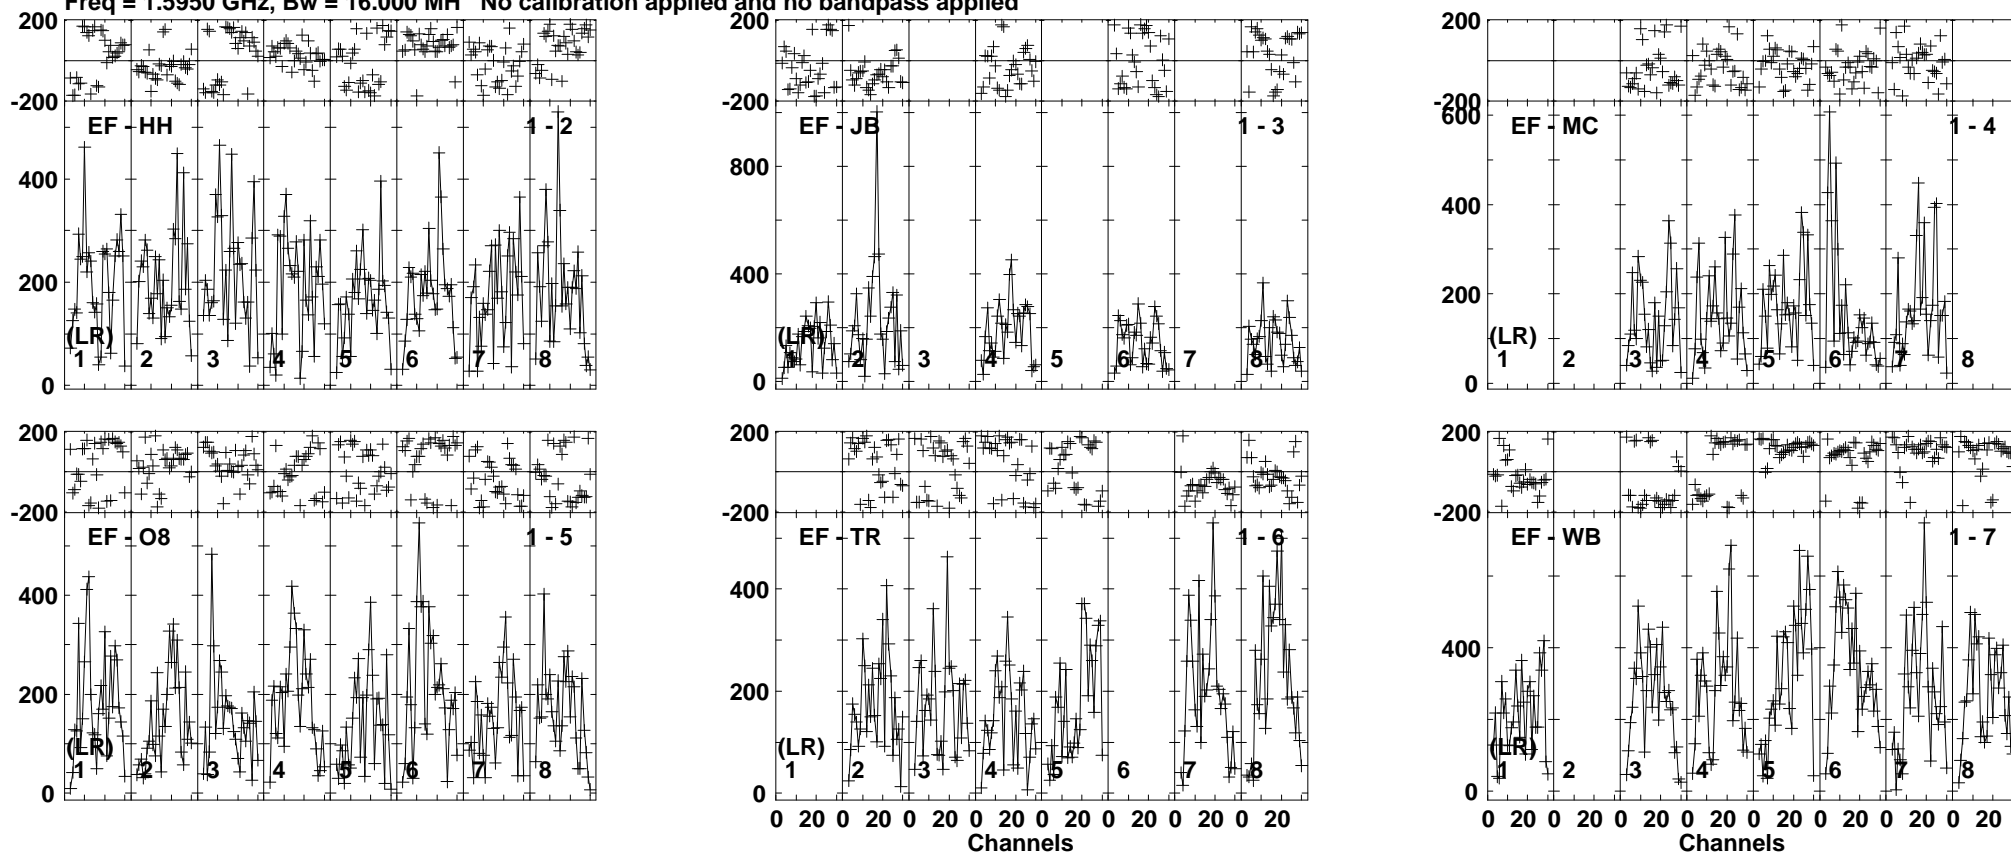 Freq = 1.5950 GHz, Bw = 16.000 MH No calibration applied and no bandpass applied
200
-200
EF - HH 1 - 2
400
200
0
(LR)
1 2 3 4 5 6 7 8
200
-200
EF - JB 1 - 3
800
400
0
(LR)
1 2 3 4 5 6 7 8
200
-200
600
EF - MC 1 - 4
400
200
0
(LR)
1 2 3 4 5 6 7 8
200
-200
EF - O8 1 - 5
400
200
0
(LR)
1 2 3 4 5 6 7 8
200
-200
EF - TR 1 - 6
400
200
0
(LR)
1 2 3 4 5 6 7 8
0 20 0 20 0 20 0 20 0 20 0 20 0 20 0 20
Channels
200
-200
EF - WB 1 - 7
400
0
(LR)
1 2 3 4 5 6 7 8
0 20 0 20 0 20 0 20 0 20 0 20 0 20 0 20
Channels